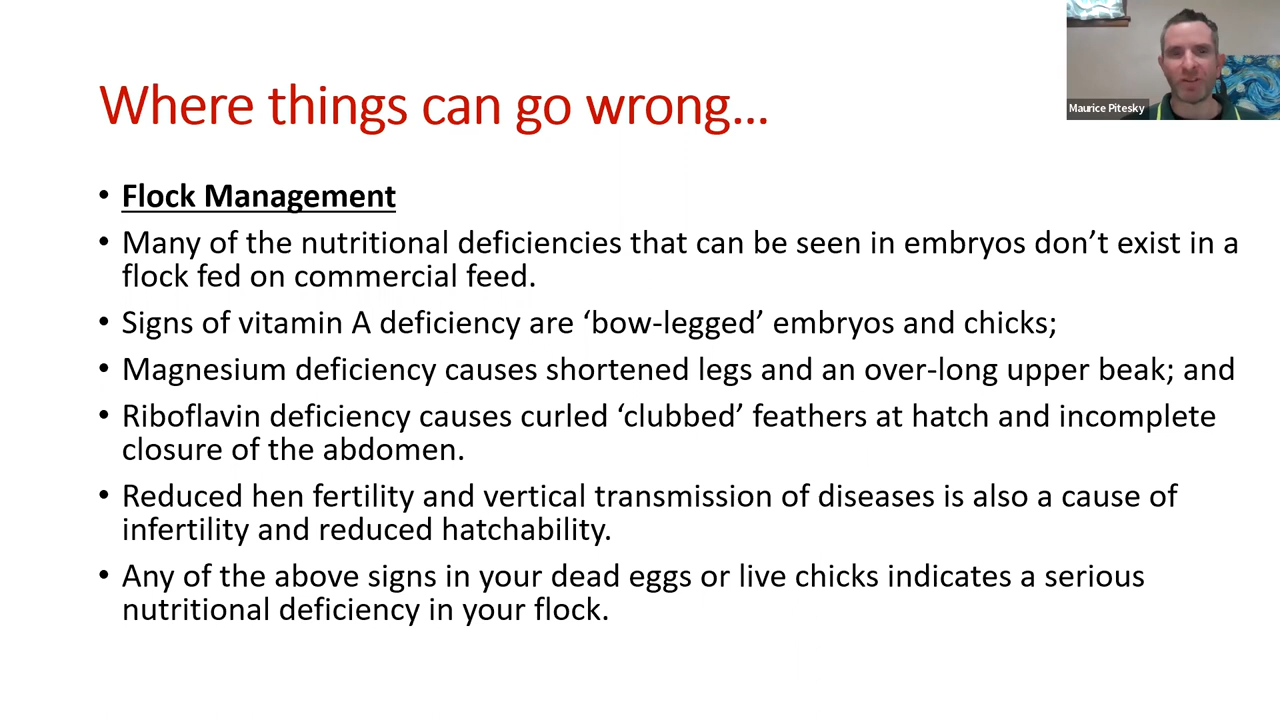 Maurice Pitesky
Where things can go wrong…
• Flock Management
• Many of the nutritional deficiencies that can be seen in embryos don’t exist in a
flock fed on commercial feed.
• Signs of vitamin A deficiency are ‘bow-legged’ embryos and chicks;
• Magnesium deficiency causes shortened legs and an over-long upper beak; and
• Riboflavin deficiency causes curled ‘clubbed’ feathers at hatch and incomplete
closure of the abdomen.
• Reduced hen fertility and vertical transmission of diseases is also a cause of
infertility and reduced hatchability.
• Any of the above signs in your dead eggs or live chicks indicates a serious
nutritional deficiency in your flock.